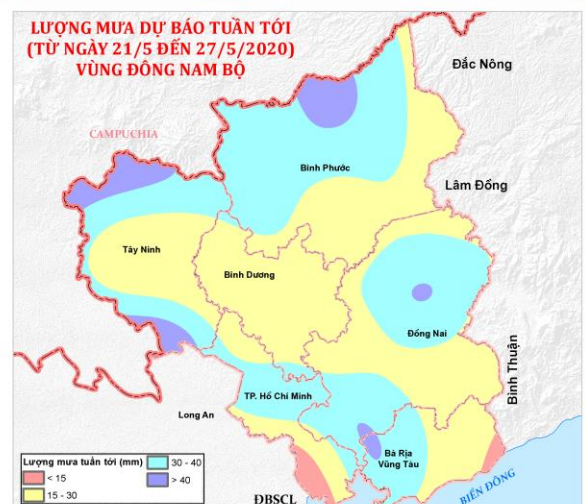 LƯỢNG MƯA DỰ BÁO TUẦN TỚI
(TỪ NGÀY 21/5 ĐẾN 27/5/2020)
VÙNG ĐÔNG NAM BỘ
Đắc Nông
CAMPUCHIA
Bình Phước
Lâm Đồng
Tây Ninh
Bình Dương
Đồng Nai
Bình Thuận
TP. Hồ Chí Minh
Long An
Bà Rịa
Vũng Tàu
Lượng mưa tuần tới (mm)
< 15
15 - 30
30 - 40
> 40
ĐBSCL
BIỂN ĐÔNG